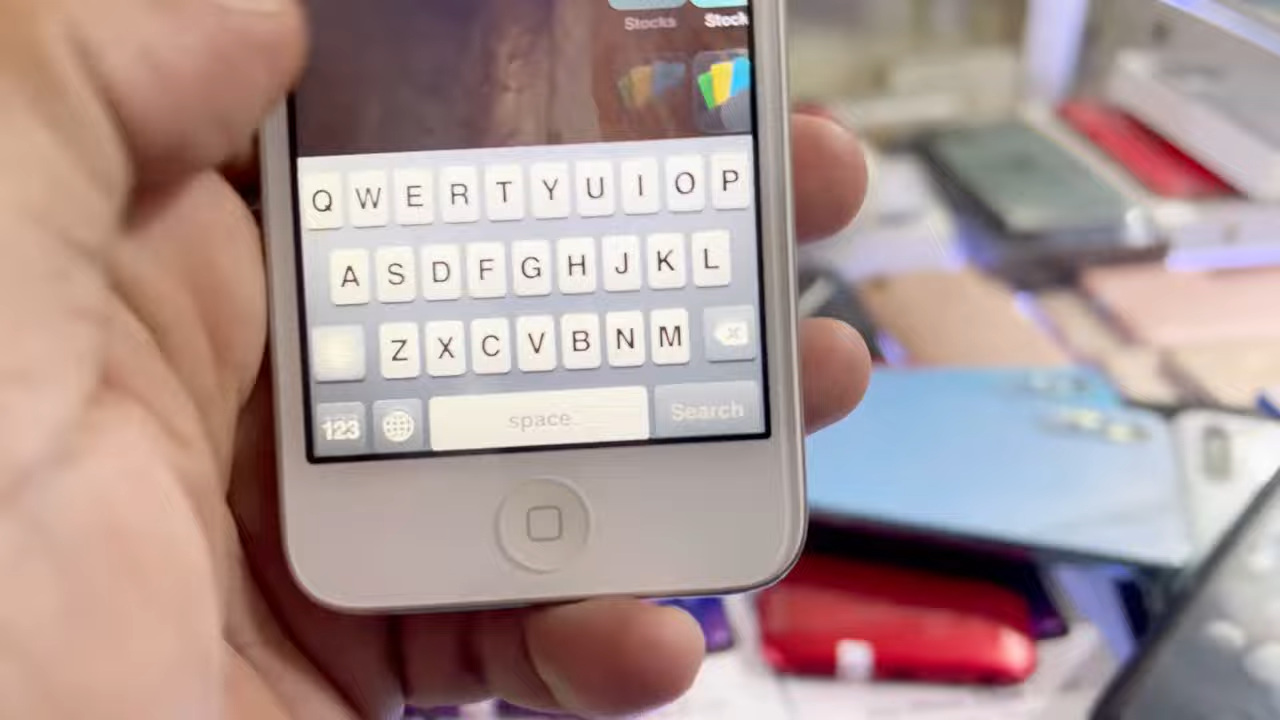 Stocks Stock
Q W E R T Y U I O P
A S D F G H J K L
Z X C V B N M
123 space Search